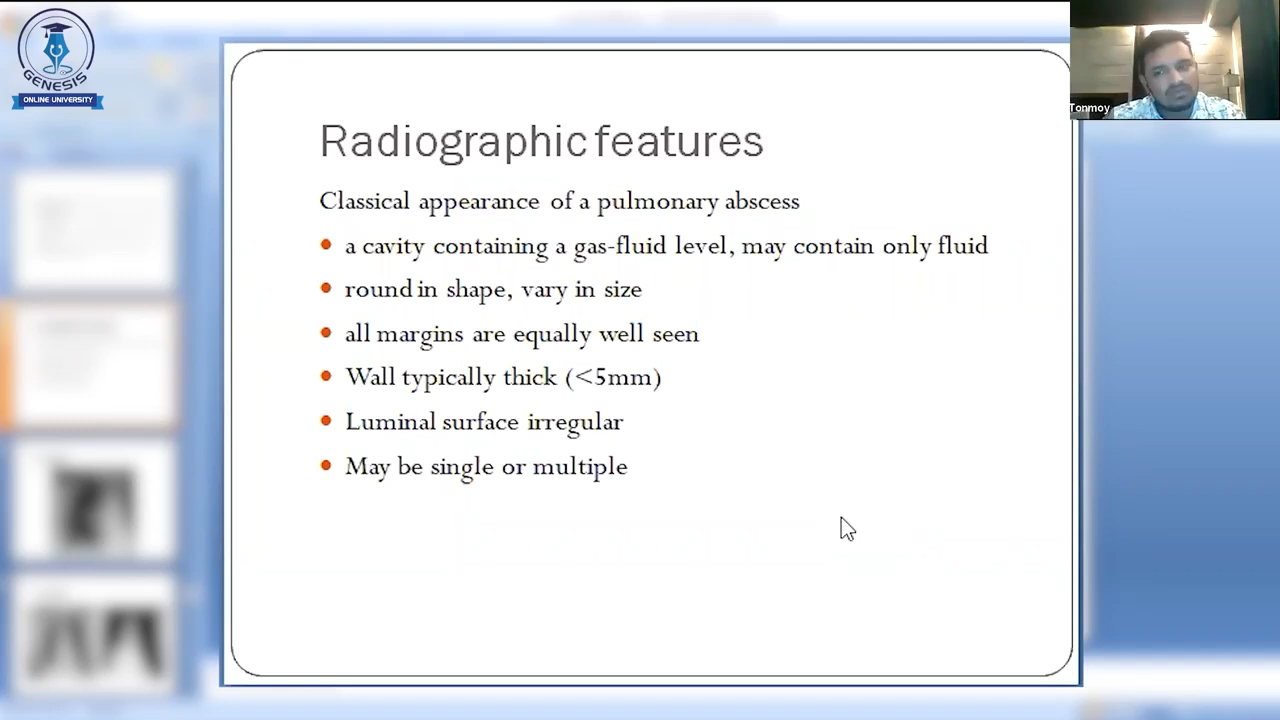 GENESIS
ONLINE UNIVERSITY
Tonmoy
Radiographic features
Classical appearance of a pulmonary abscess
a cavity containing a gas-fluid level, may contain only fluid
round in shape, vary in size
all margins are equally well seen
Wall typically thick (<5mm)
Luminal surface irregular
May be single or multiple